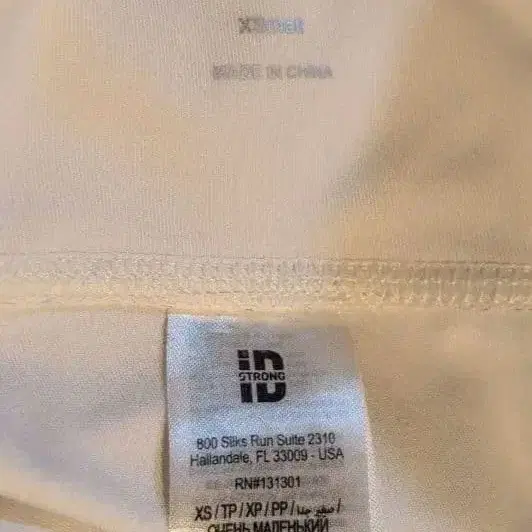 XSmall
MADE IN CHINA
iD
STRONG
800 Silks Run Suite 2310
Hallandale, FL 33009 - USA
RN#131301
XS / TP / XP / PP / صغير جدا /
ОЧЕНЬ МАЛЕНЬКИЙ